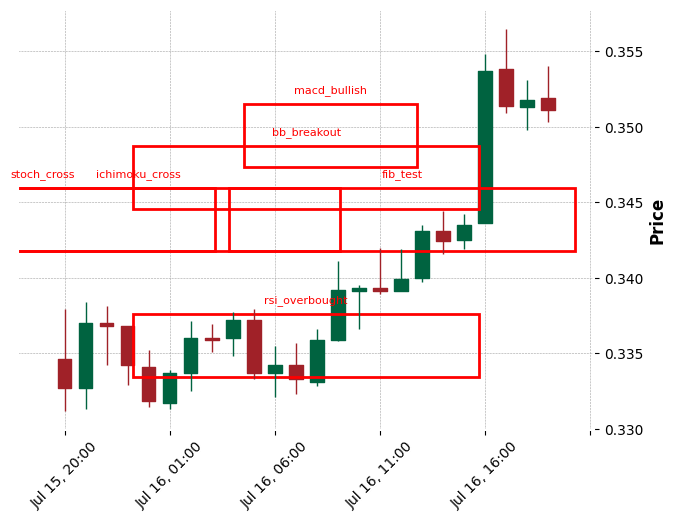 macd_bullish
bb_breakout
stoch_cross
ichimoku_cross
fib_test
rsi_overbought
0.355
0.350
0.345
0.340
0.335
0.330
Price
Jul 15, 20:00
Jul 16, 01:00
Jul 16, 06:00
Jul 16, 11:00
Jul 16, 16:00